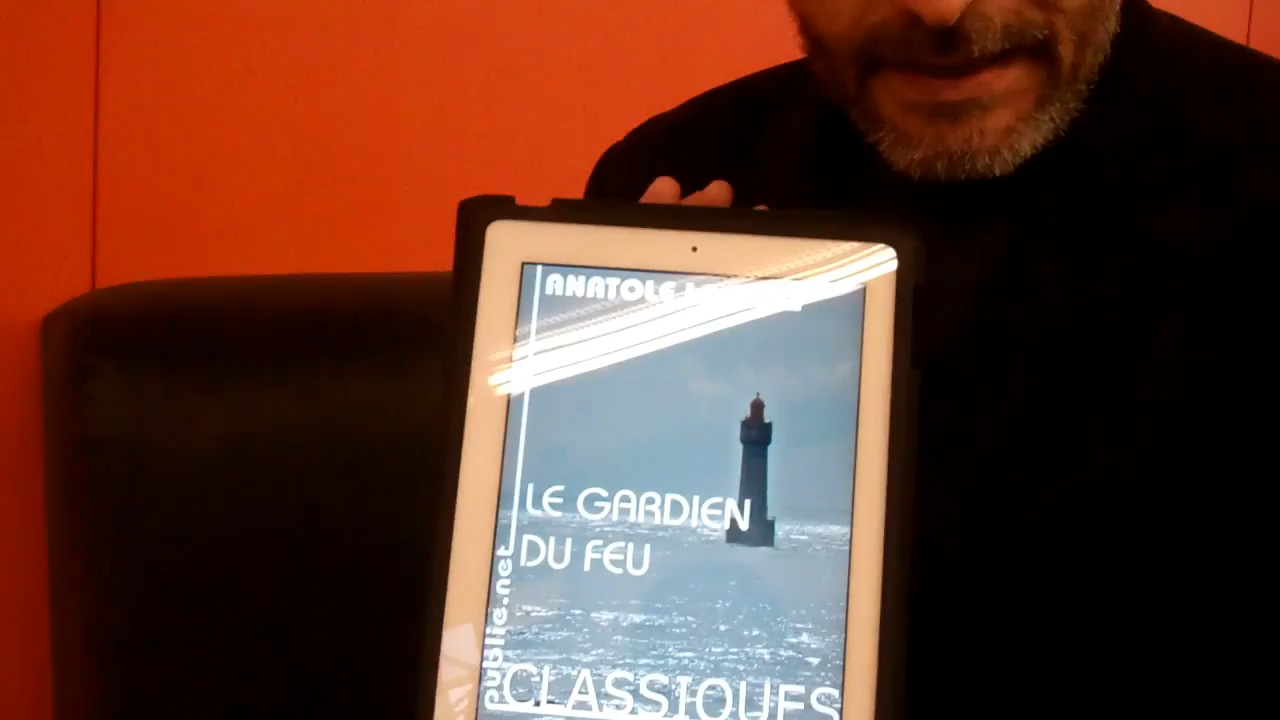 ANATOLE
LE GARDIEN
DU FEU
publie.net
CLASSIQUES